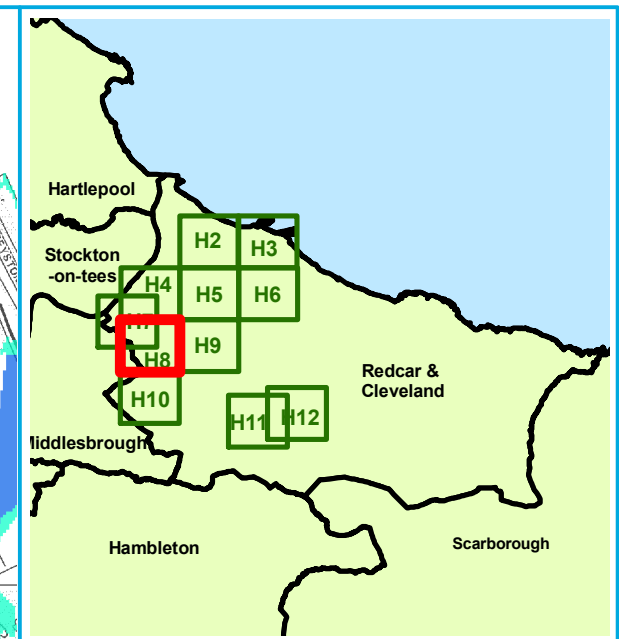 Hartlepool
Stockton
-on-tees
H2
H3
H4
H5
H6
H7
H8
H9
H10
H11
H12
Redcar &
Cleveland
Middlesbrough
Hambleton
Scarborough